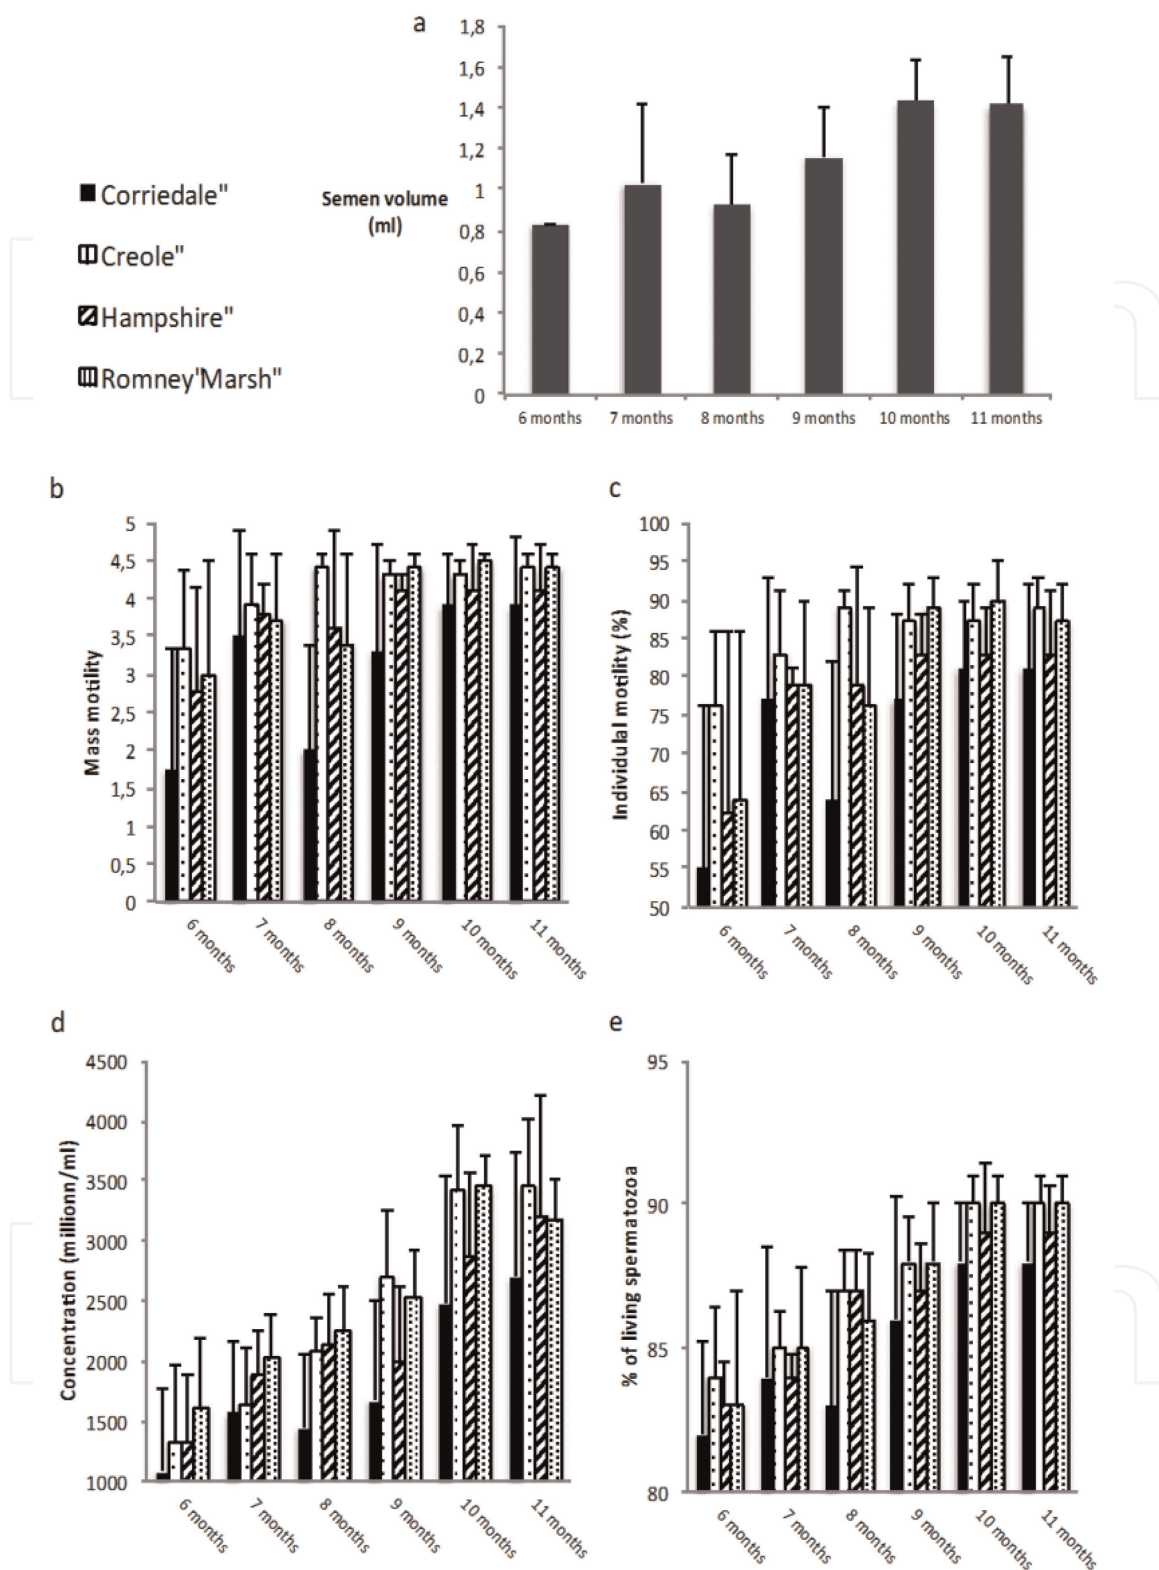 a
1,8
1,6
1,4
1,2
1
0,8
0,6
0,4
0,2
0
Semen volume
(ml)
6 months
7 months
8 months
9 months
10 months
11 months
Corriedale"
Creole"
Hampshire"
Romney'Marsh"
b
5
4,5
4
3,5
3
2,5
2
1,5
1
0,5
0
Mass motility
6 months
7 months
8 months
9 months
10 months
11 months
c
100
95
90
85
80
75
70
65
60
55
50
Individulal motility (%)
6 months
7 months
8 months
9 months
10 months
11 months
d
4500
4000
3500
3000
2500
2000
1500
1000
Concentration (millionn/ml)
6 months
7 months
8 months
9 months
10 months
11 months
e
95
90
85
80
% of living spermatozoa
6 months
7 months
8 months
9 months
10 months
11 months